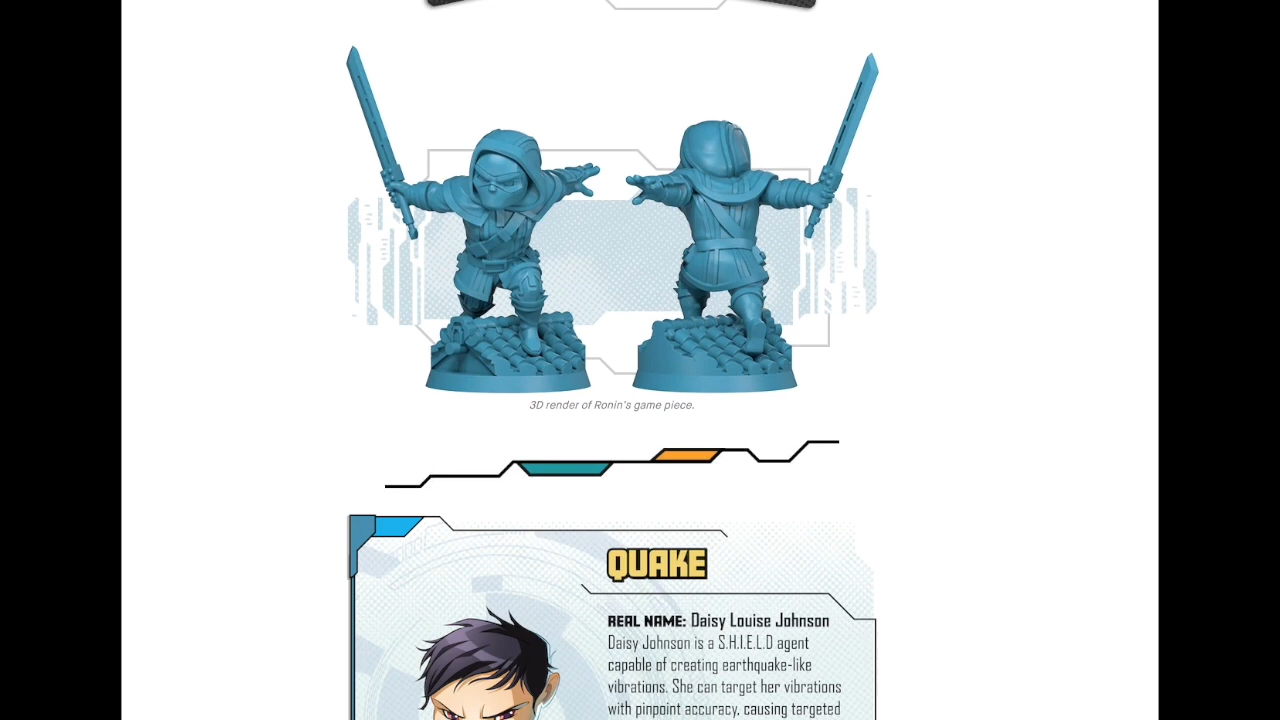 3D render of Ronin's game piece.
QUAKE
REAL NAME: Daisy Louise Johnson
Daisy Johnson is a S.H.I.E.L.D agent
capable of creating earthquake-like
vibrations. She can target her vibrations
with pinpoint accuracy, causing targeted